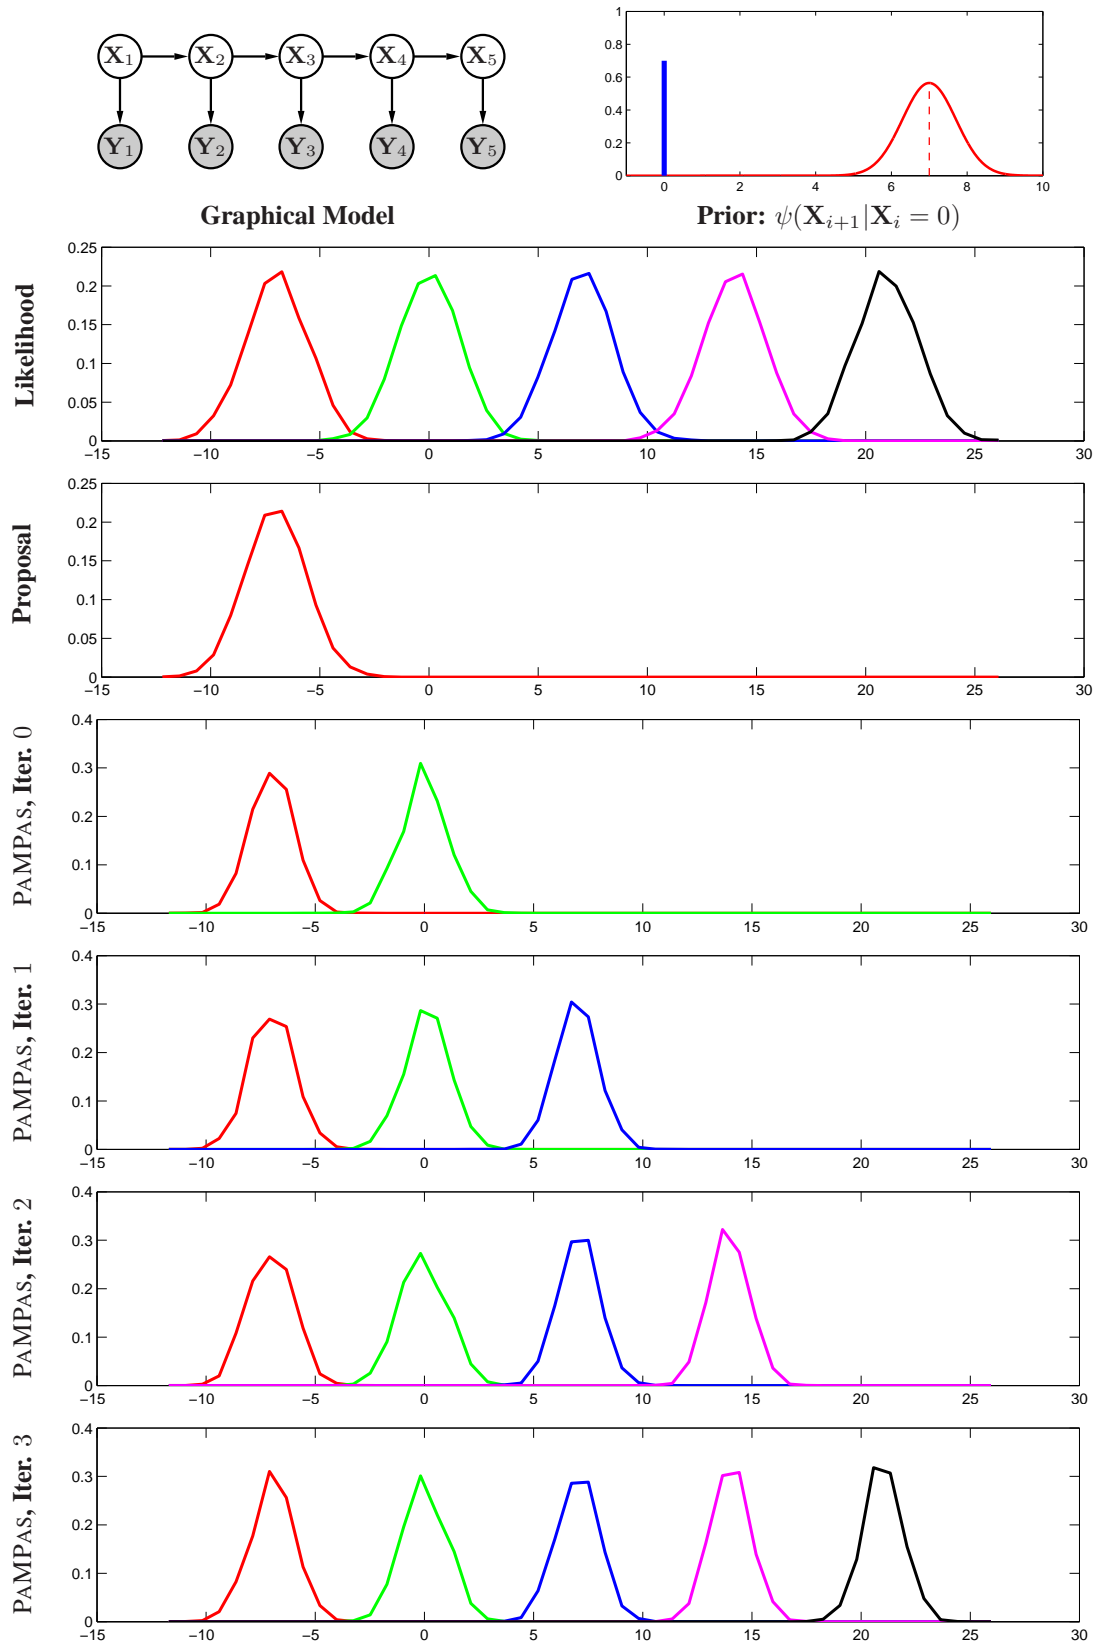 X1 X2 X3 X4 X5
Y1 Y2 Y3 Y4 Y5
Graphical Model
1
0.8
0.6
0.4
0.2
0
0 2 4 6 8 10
Prior: ψ(Xi+1|Xi = 0)
Likelihood
0.25
0.2
0.15
0.1
0.05
0
−15 −10 −5 0 5 10 15 20 25 30
Proposal
0.25
0.2
0.15
0.1
0.05
0
−15 −10 −5 0 5 10 15 20 25 30
PAMPAS, Iter. 0
0.4
0.3
0.2
0.1
0
−15 −10 −5 0 5 10 15 20 25 30
PAMPAS, Iter. 1
0.4
0.3
0.2
0.1
0
−15 −10 −5 0 5 10 15 20 25 30
PAMPAS, Iter. 2
0.4
0.3
0.2
0.1
0
−15 −10 −5 0 5 10 15 20 25 30
PAMPAS, Iter. 3
0.4
0.3
0.2
0.1
0
−15 −10 −5 0 5 10 15 20 25 30